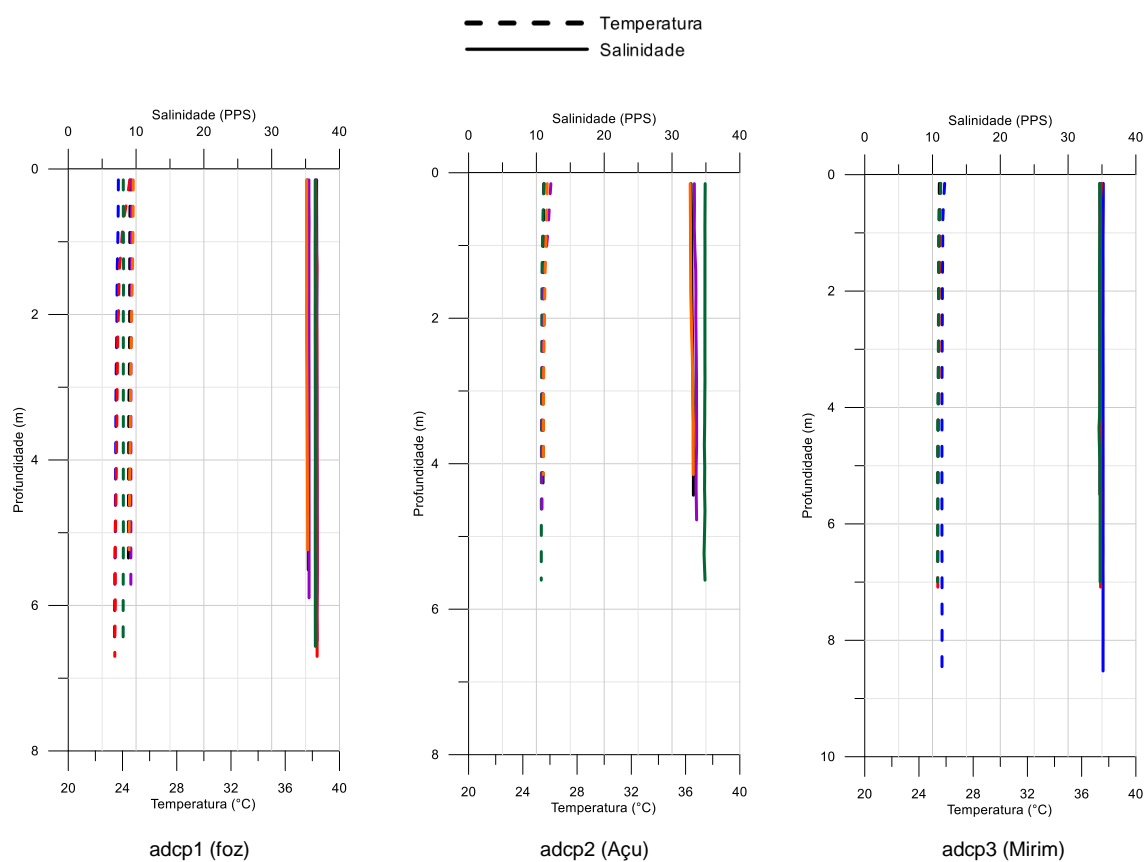 Temperatura
Salinidade
Salinidade (PPS)
0 10 20 30 40
0
2
4
6
8
Profundidade (m)
20 24 28 32 36 40
Temperatura (°C)
adcp1 (foz)
Salinidade (PPS)
0 10 20 30 40
0
2
4
6
8
Profundidade (m)
20 24 28 32 36 40
Temperatura (°C)
adcp2 (Açu)
Salinidade (PPS)
0 10 20 30 40
0
2
4
6
8
10
Profundidade (m)
20 24 28 32 36 40
Temperatura (°C)
adcp3 (Mirim)